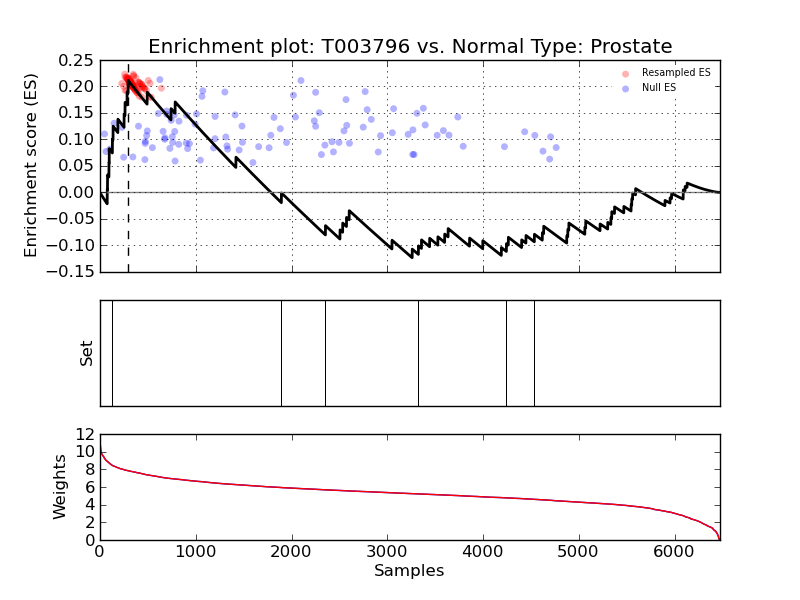 Enrichment plot: T003796 vs. Normal Type: Prostate
Enrichment score (ES)
0.25
0.20
0.15
0.10
0.05
0.00
−0.05
−0.10
−0.15
Resampled ES
Null ES
Set
Weights
12
10
8
6
4
2
0
0 1000 2000 3000 4000 5000 6000
Samples